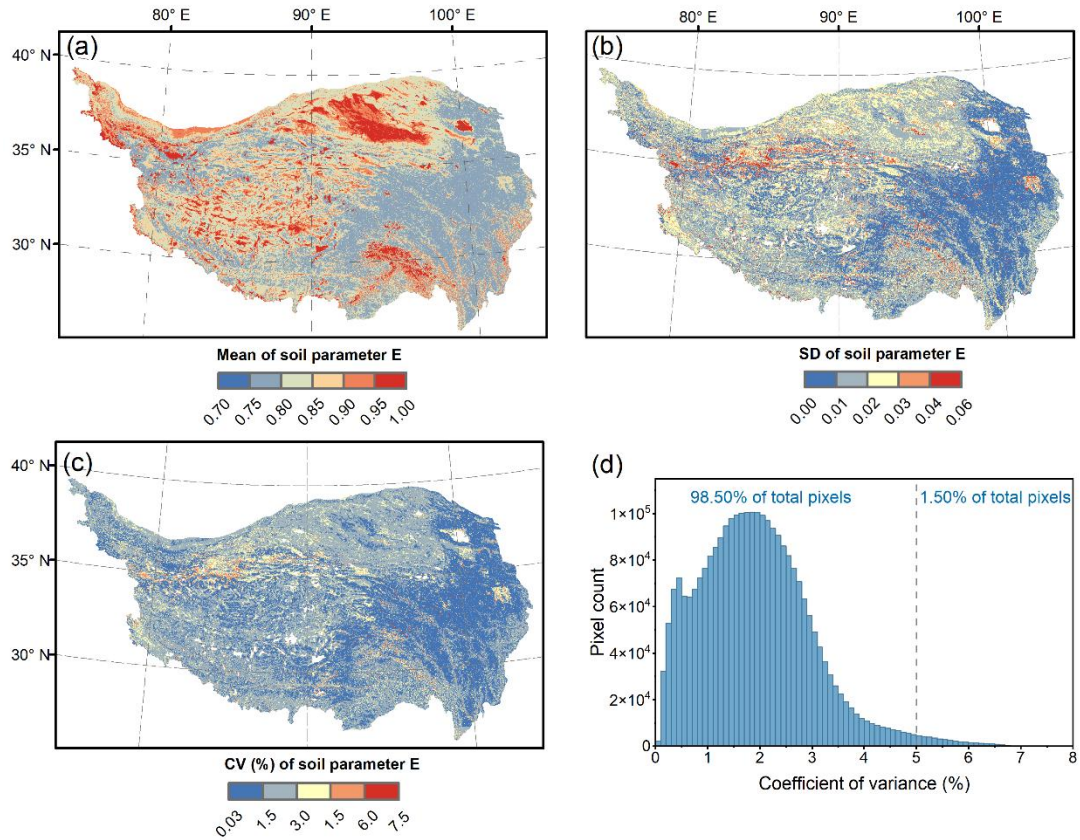 80° E 90° E 100° E
(a)
40° N
35° N
30° N
Mean of soil parameter E
0.70 0.75 0.80 0.85 0.90 0.95 1.00
80° E 90° E 100° E
(b)
SD of soil parameter E
0.00 0.01 0.02 0.03 0.04 0.06
(c)
40° N
35° N
30° N
CV (%) of soil parameter E
0.03 1.5 3.0 1.5 6.0 7.5
(d)
98.50% of total pixels 1.50% of total pixels
1×10⁵
8×10⁴
6×10⁴
4×10⁴
2×10⁴
0
Pixel count
0 1 2 3 4 5 6 7 8
Coefficient of variance (%)